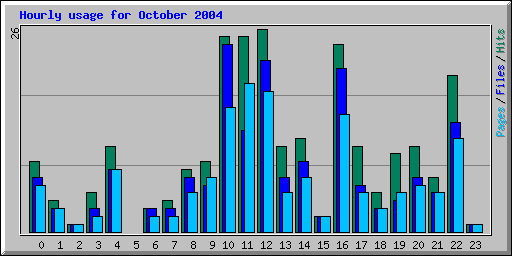 Hourly usage for October 2004
26
Pages/Files/Hits
0 1 2 3 4 5 6 7 8 9 10 11 12 13 14 15 16 17 18 19 20 21 22 23